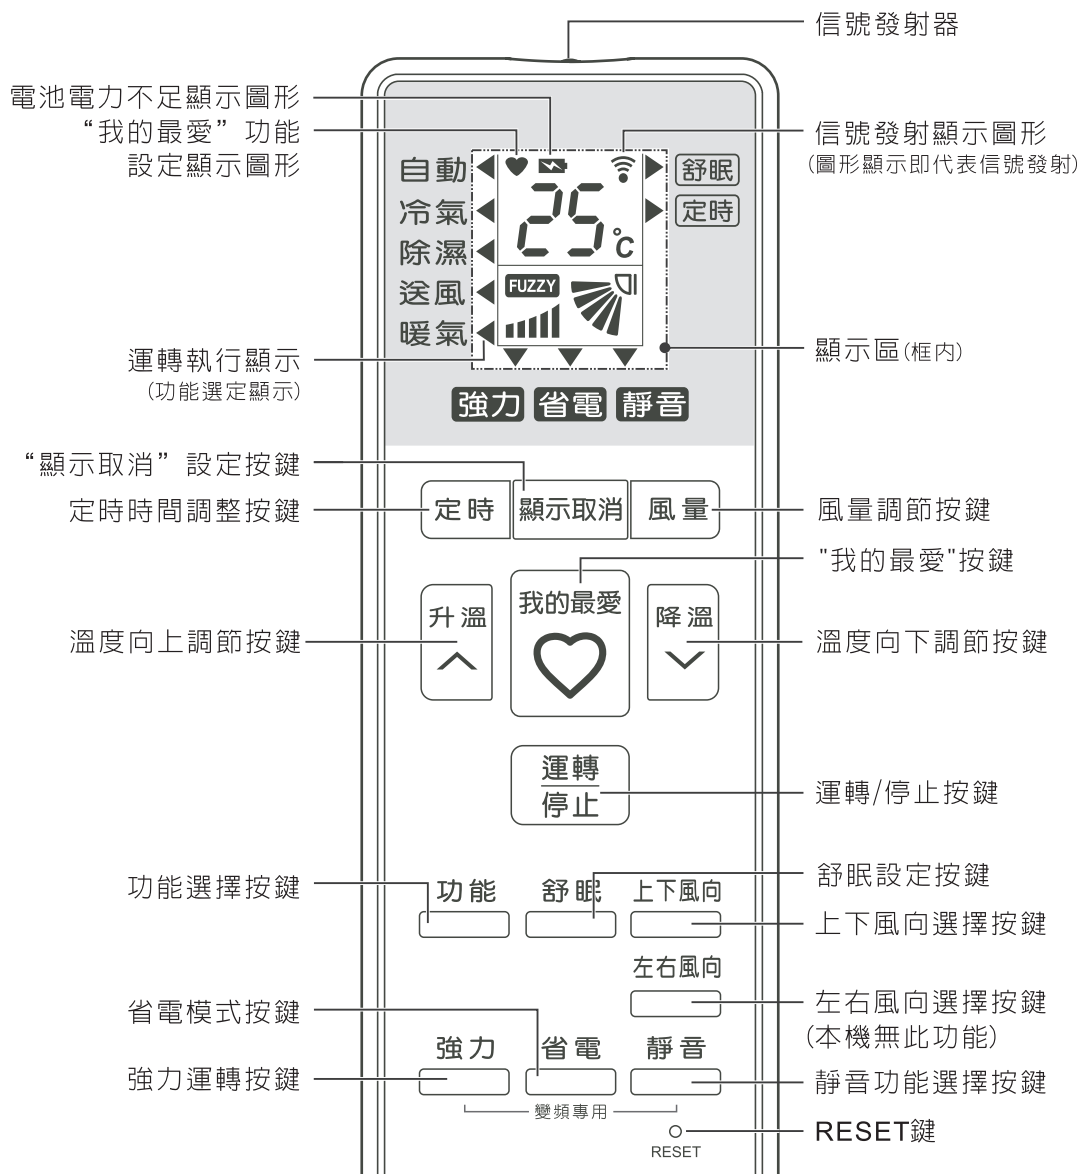 信號發射器
電池電力不足顯示圖形
“我的最愛”功能
設定顯示圖形
信號發射顯示圖形
(圖形顯示即代表信號發射)
自動
舒眠
25℃
冷氣
定時
除濕
送風
FUZZY
暖氣
運轉執行顯示
(功能選定顯示)
顯示區(框內)
強力 省電 靜音
“顯示取消”設定按鍵
定時時間調整按鍵
定時 顯示取消 風量
風量調節按鍵
"我的最愛"按鍵
升溫
我的最愛
降溫
溫度向上調節按鍵
溫度向下調節按鍵
運轉
停止
運轉/停止按鍵
功能選擇按鍵
功能 舒眠 上下風向
舒眠設定按鍵
上下風向選擇按鍵
左右風向
左右風向選擇按鍵
(本機無此功能)
省電模式按鍵
強力 省電 靜音
強力運轉按鍵
靜音功能選擇按鍵
變頻專用
RESET
RESET鍵